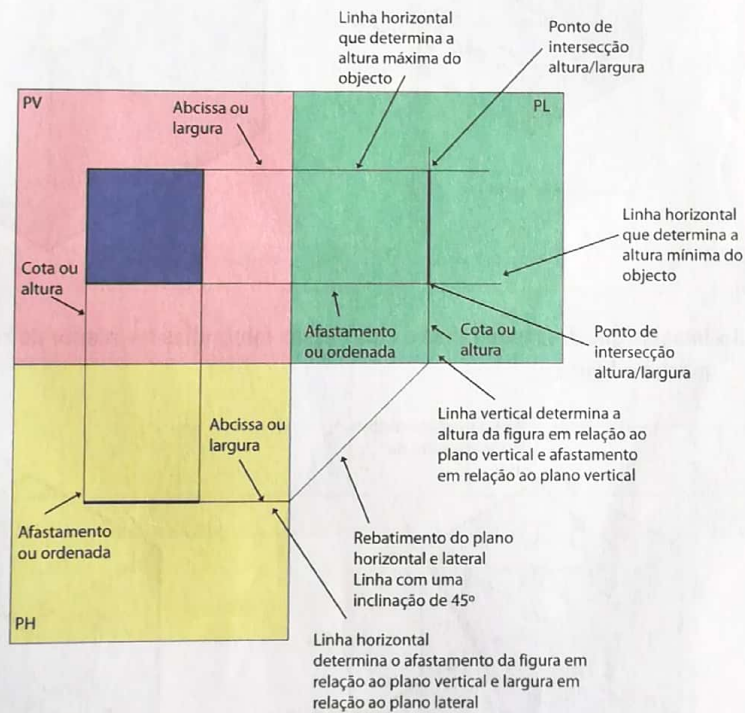 Linha horizontal
que determina a
altura máxima do
objecto
Ponto de
intersecção
altura/largura
PV
Abcissa ou
largura
PL
Linha horizontal
que determina a
altura mínima do
objecto
Cota ou
altura
Afastamento
ou ordenada
Cota ou
altura
Ponto de
intersecção
altura/largura
Linha vertical determina a
altura da figura em relação ao
plano vertical e afastamento
em relação ao plano vertical
Abcissa ou
largura
Afastamento
ou ordenada
Rebatimento do plano
horizontal e lateral
Linha com uma
inclinação de 45º
PH
Linha horizontal
determina o afastamento da figura em
relação ao plano vertical e largura em
relação ao plano lateral